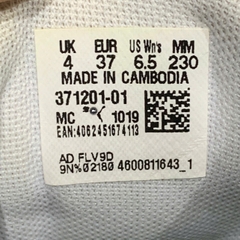 UK EUR US Wn's MM
4 37 6.5 230
MADE IN CAMBODIA
371201-01
MC 1019
EAN:4062451674113
AD FLV9D
9N%02180 4600811643_1